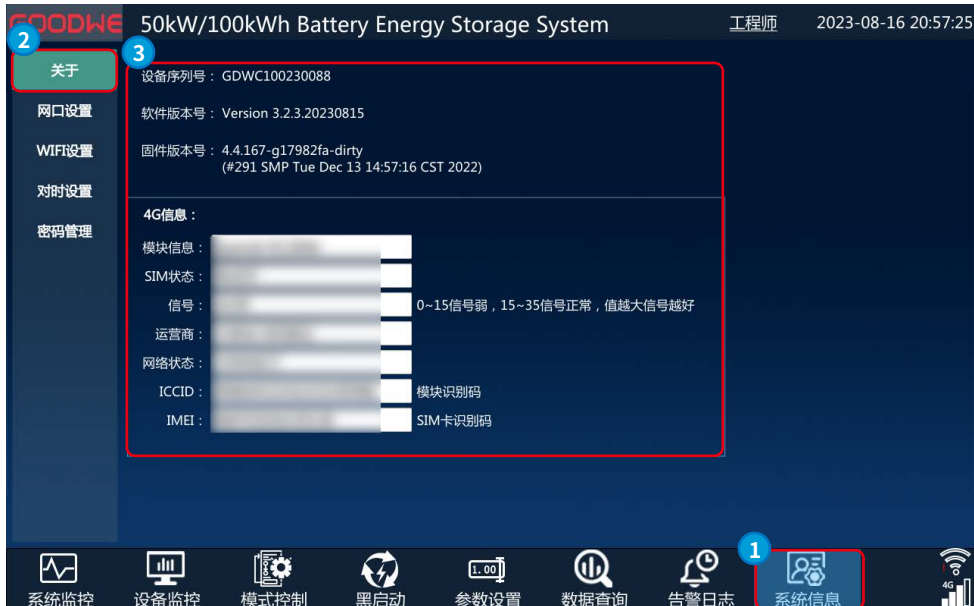 GOODWE 50kW/100kWh Battery Energy Storage System 工程师 2023-08-16 20:57:25
2
3
关于
网口设置
WIFI设置
对时设置
密码管理
设备序列号： GDWC100230088
软件版本号： Version 3.2.3.20230815
固件版本号： 4.4.167-g17982fa-dirty
(#291 SMP Tue Dec 13 14:57:16 CST 2022)
4G信息：
模块信息：
SIM状态：
信号： 0~15信号弱，15~35信号正常，值越大信号越好
运营商：
网络状态：
ICCID： 模块识别码
IMEI： SIM卡识别码
1
1.00
4G
系统监控 设备监控 模式控制 黑启动 参数设置 数据查询 告警日志 系统信息